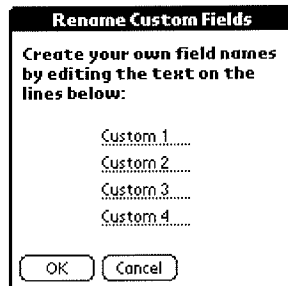 Rename Custom Fields
Create your own field names
by editing the text on the
lines below:
Custom 1
Custom 2
Custom 3
Custom 4
OK Cancel